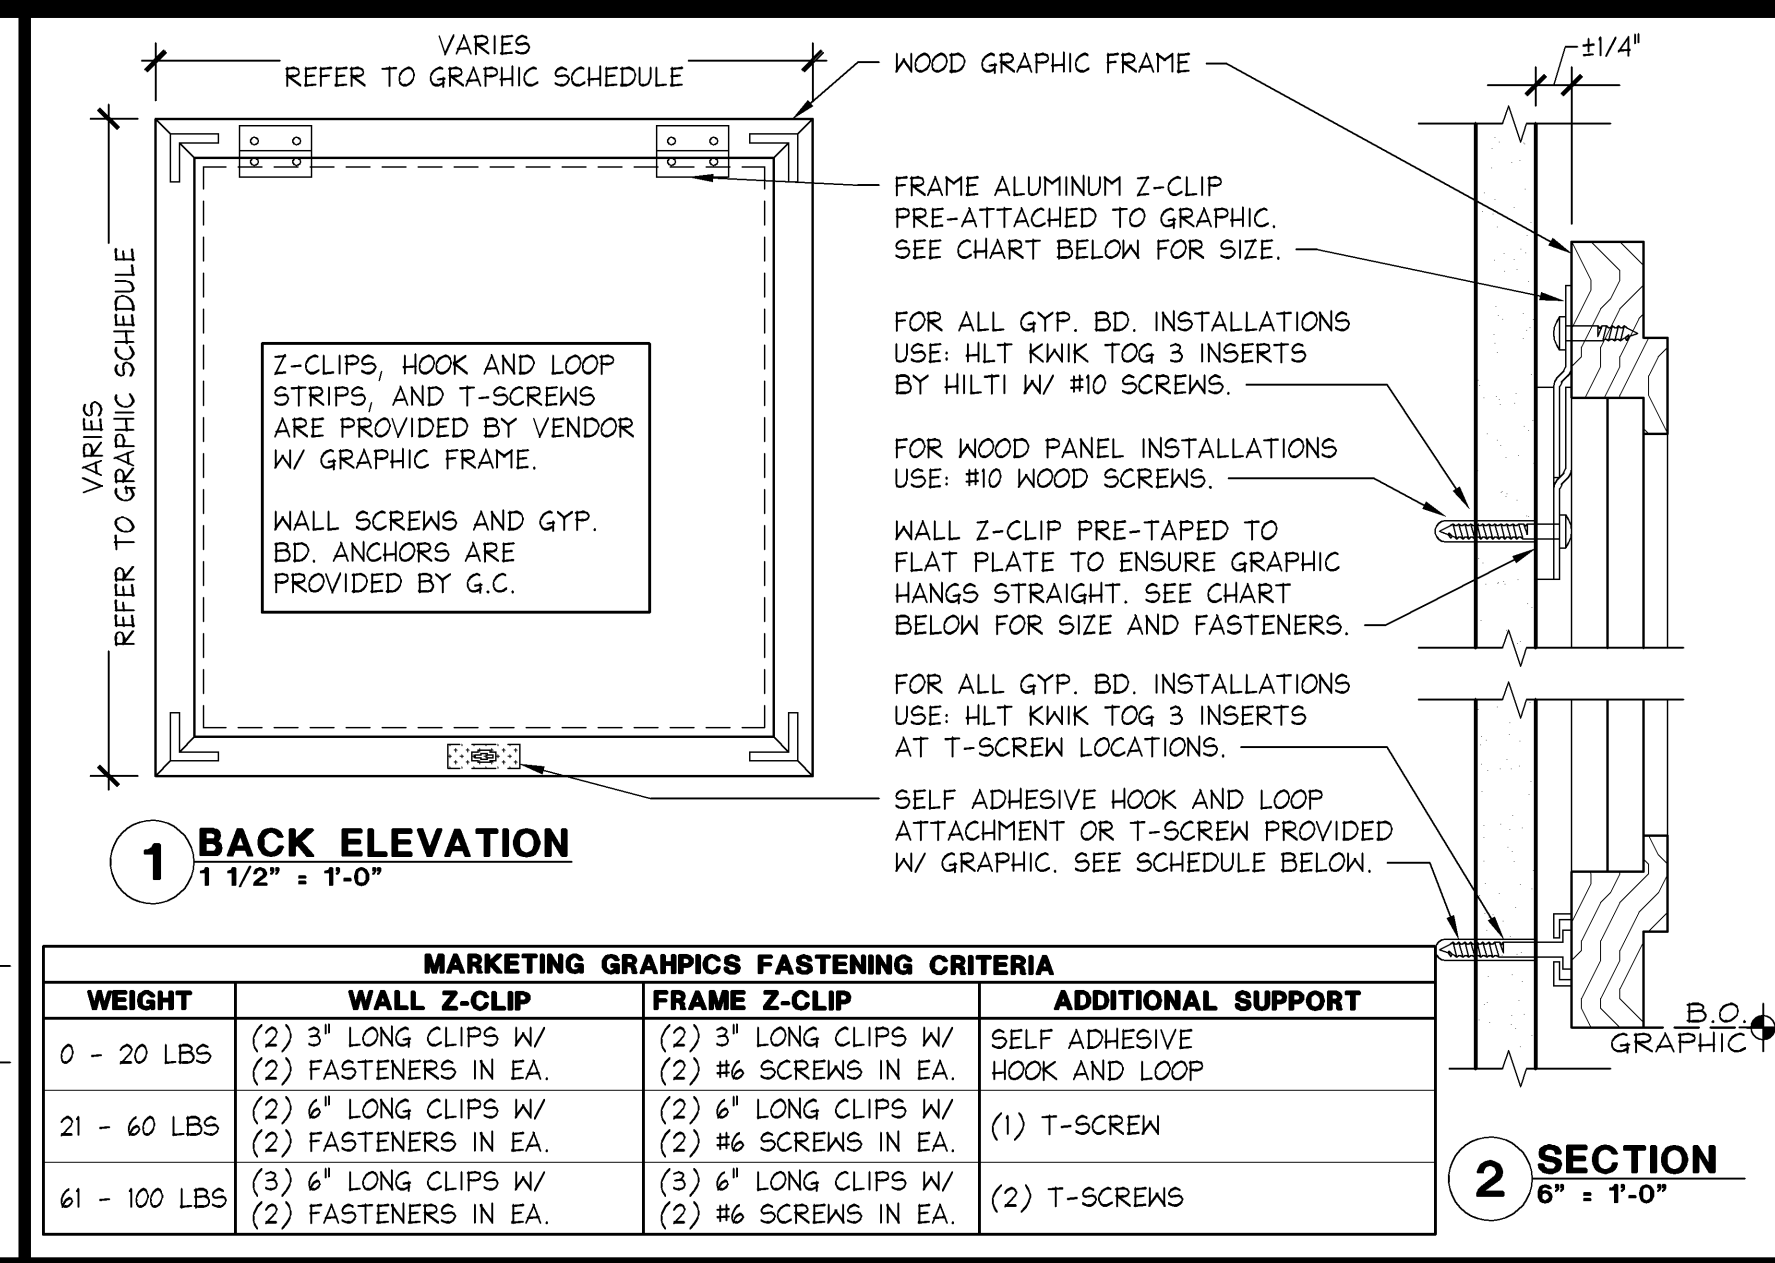 VARIES
REFER TO GRAPHIC SCHEDULE
VARIES
REFER TO GRAPHIC SCHEDULE
WOOD GRAPHIC FRAME
±1/4"
FRAME ALUMINUM Z-CLIP
PRE-ATTACHED TO GRAPHIC.
SEE CHART BELOW FOR SIZE.
FOR ALL GYP. BD. INSTALLATIONS
USE: HLT KWIK TOG 3 INSERTS
BY HILTI W/ #10 SCREWS.
FOR WOOD PANEL INSTALLATIONS
USE: #10 WOOD SCREWS.
WALL Z-CLIP PRE-TAPED TO
FLAT PLATE TO ENSURE GRAPHIC
HANGS STRAIGHT. SEE CHART
BELOW FOR SIZE AND FASTENERS.
FOR ALL GYP. BD. INSTALLATIONS
USE: HLT KWIK TOG 3 INSERTS
AT T-SCREW LOCATIONS.
SELF ADHESIVE HOOK AND LOOP
ATTACHMENT OR T-SCREW PROVIDED
W/ GRAPHIC. SEE SCHEDULE BELOW.
Z-CLIPS, HOOK AND LOOP
STRIPS, AND T-SCREWS
ARE PROVIDED BY VENDOR
W/ GRAPHIC FRAME.
WALL SCREWS AND GYP.
BD. ANCHORS ARE
PROVIDED BY G.C.
1 BACK ELEVATION
1 1/2" = 1'-0"
MARKETING GRAHPICS FASTENING CRITERIA
WEIGHT WALL Z-CLIP FRAME Z-CLIP ADDITIONAL SUPPORT
0 - 20 LBS
(2) 3" LONG CLIPS W/
(2) FASTENERS IN EA.
(2) 3" LONG CLIPS W/
(2) #6 SCREWS IN EA.
SELF ADHESIVE
HOOK AND LOOP
21 - 60 LBS
(2) 6" LONG CLIPS W/
(2) FASTENERS IN EA.
(2) 6" LONG CLIPS W/
(2) #6 SCREWS IN EA.
(1) T-SCREW
61 - 100 LBS
(3) 6" LONG CLIPS W/
(2) FASTENERS IN EA.
(3) 6" LONG CLIPS W/
(2) #6 SCREWS IN EA.
(2) T-SCREWS
B.O.
GRAPHIC
2 SECTION
6" = 1'-0"